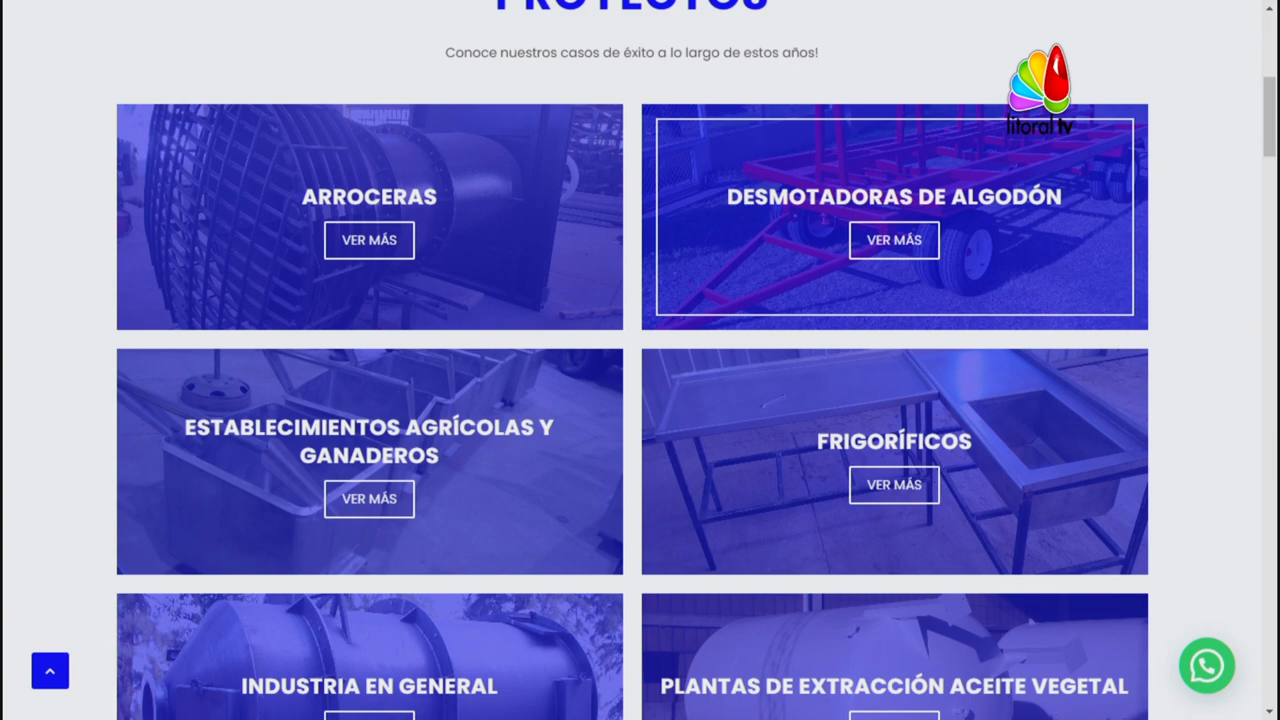 PROYECTOS
Conoce nuestros casos de éxito a lo largo de estos años!
litoral tv
ARROCERAS
VER MÁS
DESMOTADORAS DE ALGODÓN
VER MÁS
ESTABLECIMIENTOS AGRÍCOLAS Y
GANADEROS
VER MÁS
FRIGORÍFICOS
VER MÁS
INDUSTRIA EN GENERAL
PLANTAS DE EXTRACCIÓN ACEITE VEGETAL